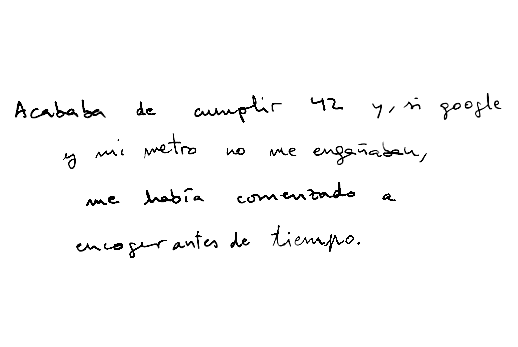 Acababa de cumplir 42 y, si google
y mi metro no me engañaban,
me había comenzado a
encoger antes de tiempo.